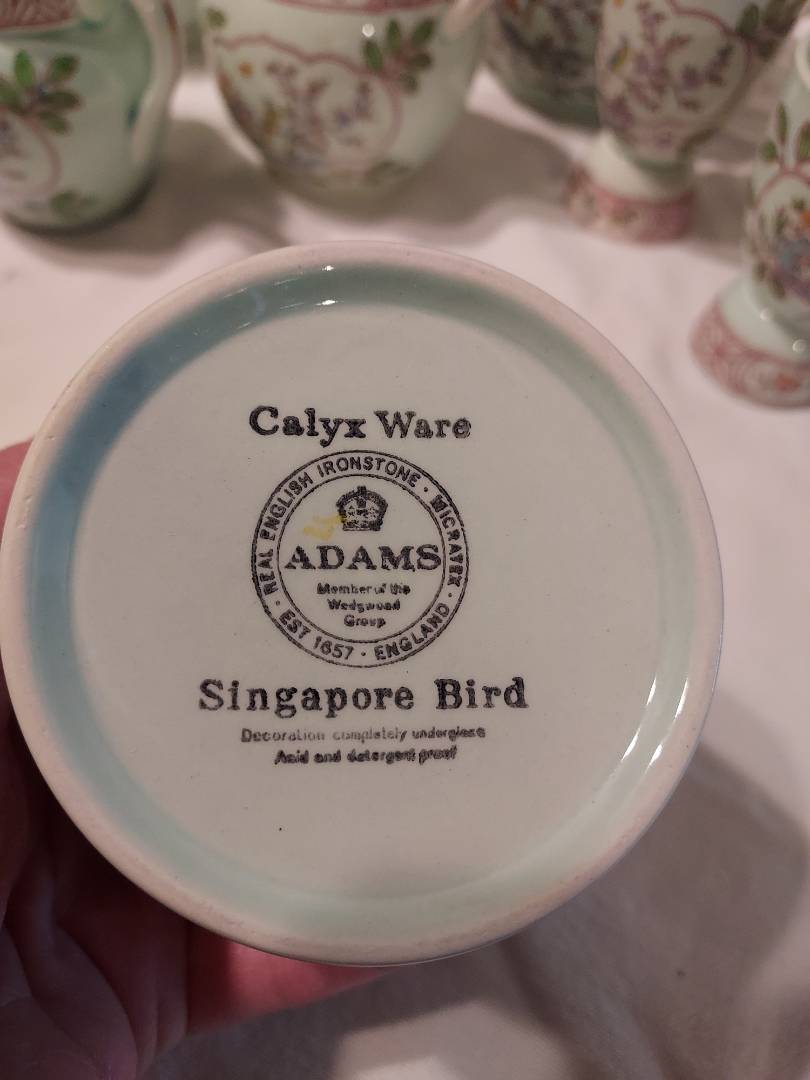 Calyx Ware
REAL ENGLISH IRONSTONE · MICRATEX ·
ADAMS
Member of the
Wedgwood
Group
· EST 1657 · ENGLAND
Singapore Bird
Decoration completely underglaze
Acid and detergent proof